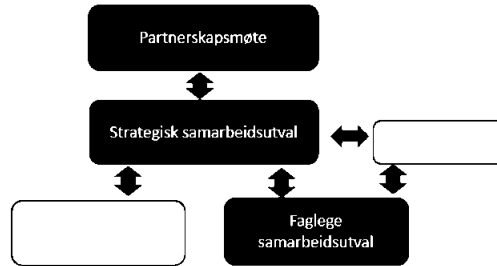 Partnerskapsmøte
Strategisk samarbeidsutval
Faglege
samarbeidsutval